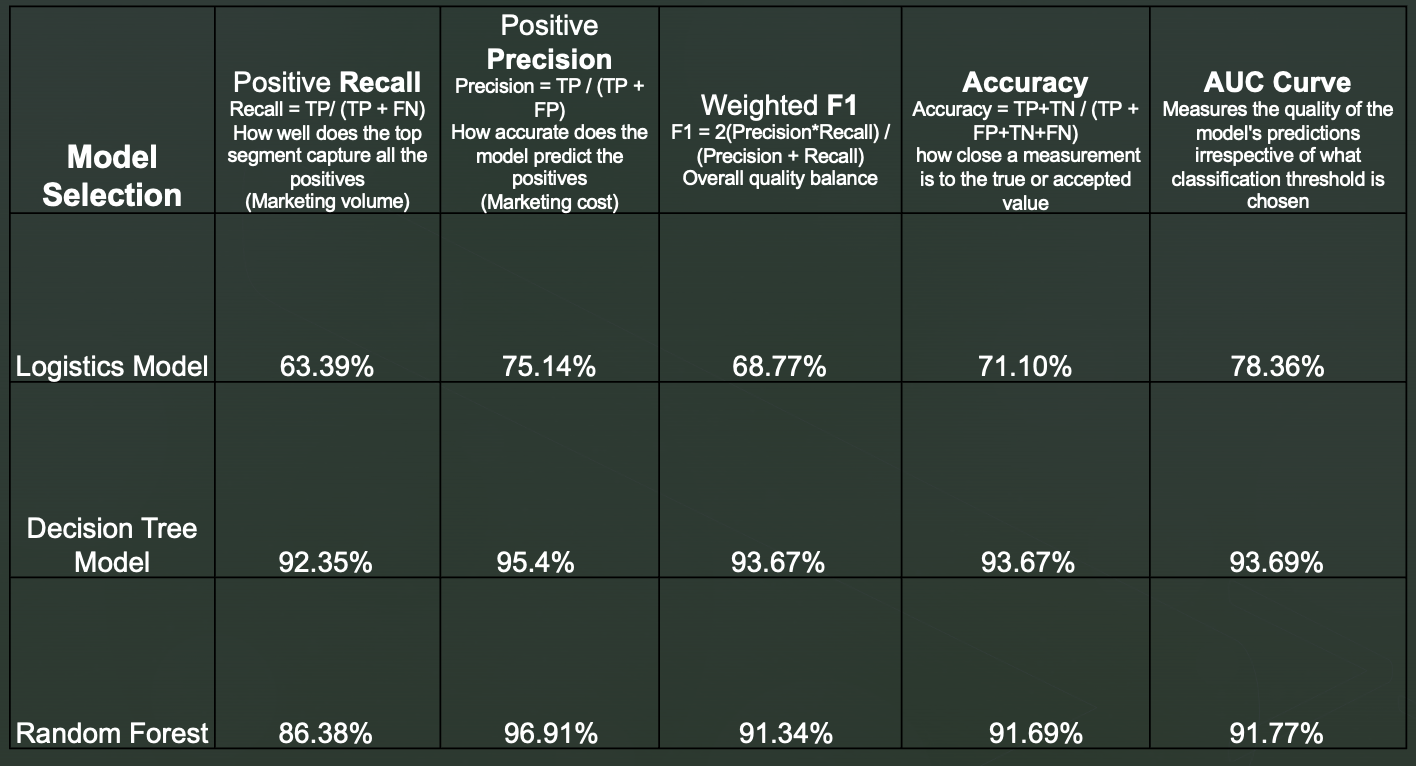 Model
Selection
Positive Recall
Recall = TP/ (TP + FN)
How well does the top
segment capture all the
positives
(Marketing volume)
Positive
Precision
Precision = TP / (TP +
FP)
How accurate does the
model predict the
positives
(Marketing cost)
Weighted F1
F1 = 2(Precision*Recall) /
(Precision + Recall)
Overall quality balance
Accuracy
Accuracy = TP+TN / (TP +
FP+TN+FN)
how close a measurement
is to the true or accepted
value
AUC Curve
Measures the quality of the
model's predictions
irrespective of what
classification threshold is
chosen
Logistics Model 63.39% 75.14% 68.77% 71.10% 78.36%
Decision Tree
Model 92.35% 95.4% 93.67% 93.67% 93.69%
Random Forest 86.38% 96.91% 91.34% 91.69% 91.77%